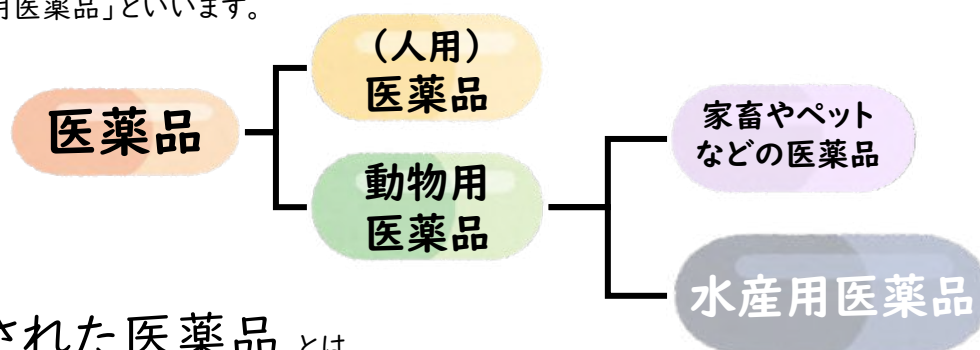 用医薬品」といいます。
(人用)
医薬品
医薬品
動物用
医薬品
家畜やペット
などの医薬品
水産用医薬品
された医薬品 とは